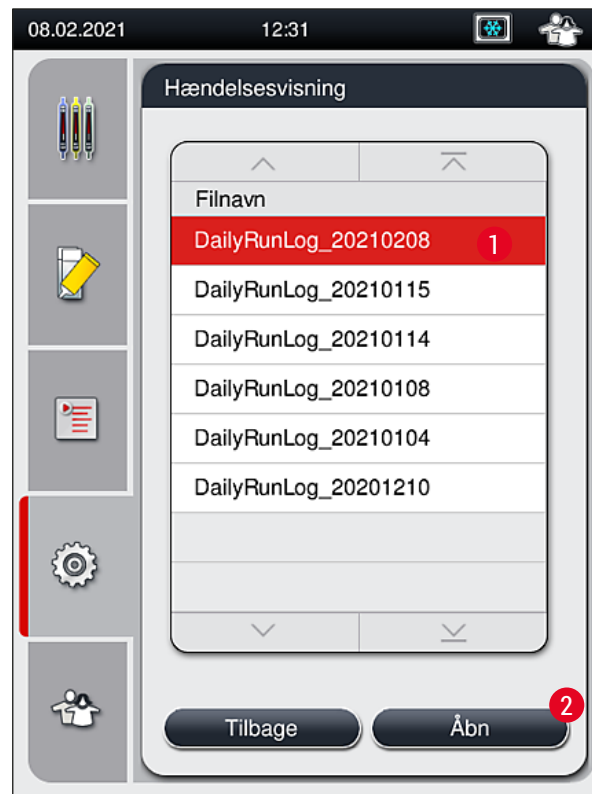 08.02.2021 12:31
Hændelsesvisning
Filnavn
DailyRunLog_20210208 1
DailyRunLog_20210115
DailyRunLog_20210114
DailyRunLog_20210108
DailyRunLog_20210104
DailyRunLog_20201210
Tilbage Åbn 2